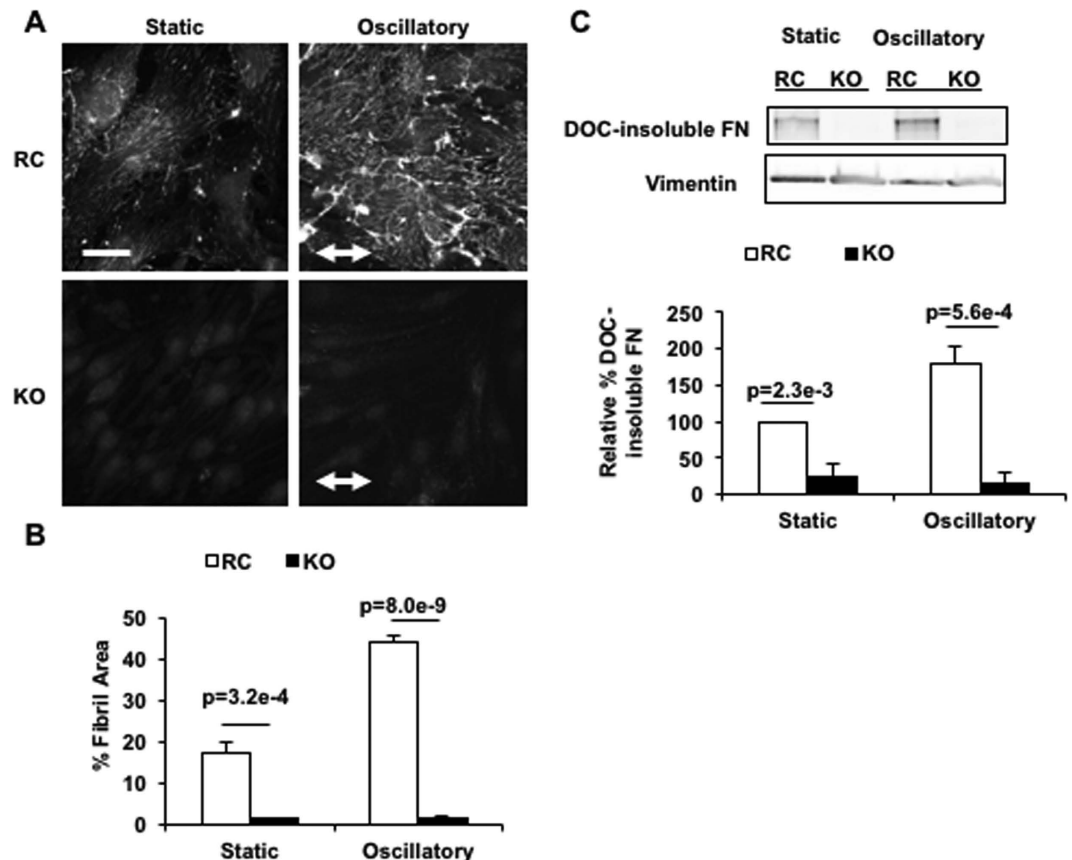 A
Static Oscillatory
RC
KO
B
RC KO
% Fibril Area
50
40
30
20
10
0
p=3.2e-4
p=8.0e-9
Static Oscillatory
C
Static Oscillatory
RC KO RC KO
DOC-insoluble FN
Vimentin
RC KO
Relative % DOC-
insoluble FN
250
200
150
100
50
0
p=2.3e-3
p=5.6e-4
Static Oscillatory